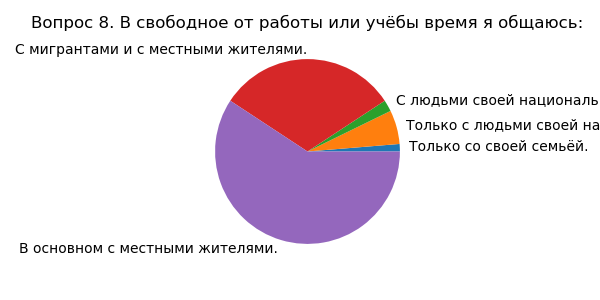 Вопрос 8. В свободное от работы или учёбы время я общаюсь:
С мигрантами и с местными жителями.
С людьми своей националь
Только с людьми своей на
Только со своей семьёй.
В основном с местными жителями.